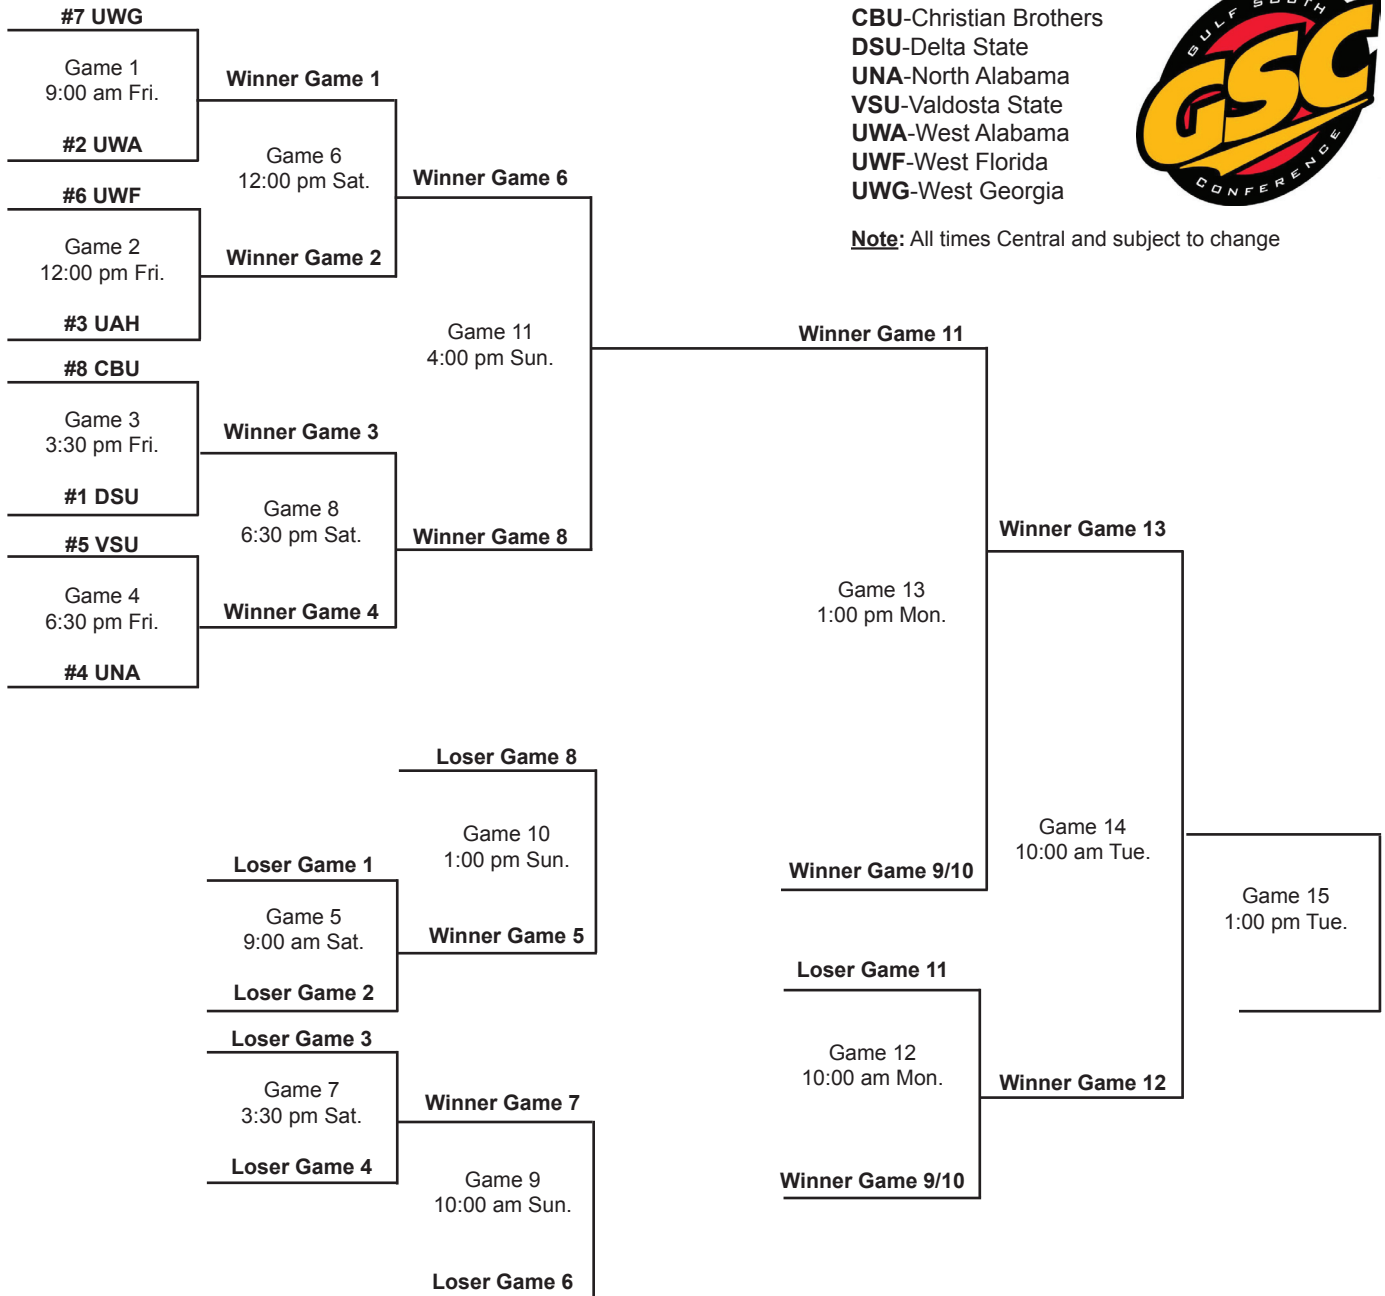 #7 UWG
Game 1
9:00 am Fri.
#2 UWA
#6 UWF
Game 2
12:00 pm Fri.
#3 UAH
#8 CBU
Game 3
3:30 pm Fri.
#1 DSU
#5 VSU
Game 4
6:30 pm Fri.
#4 UNA
Winner Game 1
Game 6
12:00 pm Sat.
Winner Game 2
Winner Game 3
Game 8
6:30 pm Sat.
Winner Game 4
Winner Game 6
Game 11
4:00 pm Sun.
Winner Game 8
CBU-Christian Brothers
DSU-Delta State
UNA-North Alabama
VSU-Valdosta State
UWA-West Alabama
UWF-West Florida
UWG-West Georgia
Note: All times Central and subject to change
GULF SOUTH
GSC
CONFERENCE
Winner Game 11
Game 13
1:00 pm Mon.
Winner Game 9/10
Winner Game 13
Game 14
10:00 am Tue.
Winner Game 12
Game 15
1:00 pm Tue.
Loser Game 8
Game 10
1:00 pm Sun.
Winner Game 5
Loser Game 1
Game 5
9:00 am Sat.
Loser Game 2
Loser Game 3
Game 7
3:30 pm Sat.
Loser Game 4
Winner Game 7
Game 9
10:00 am Sun.
Loser Game 6
Loser Game 11
Game 12
10:00 am Mon.
Winner Game 9/10